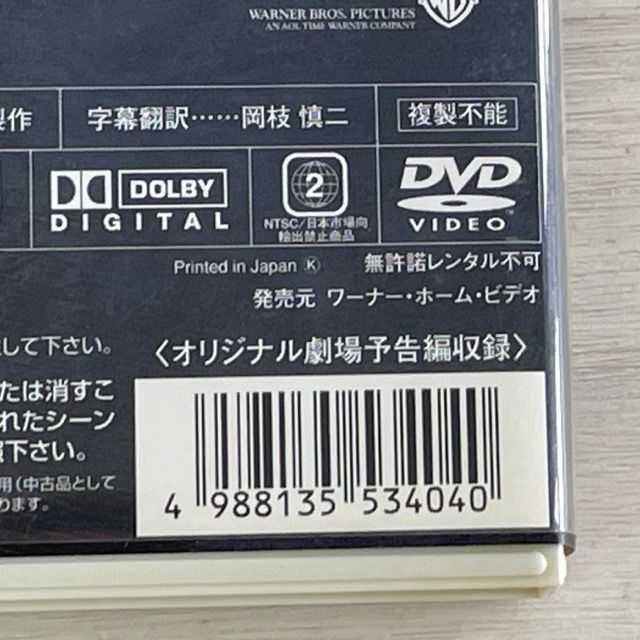 WARNER BROS. PICTURES
AN AOL TIME WARNER COMPANY
WB
製作
字幕翻訳……岡枝 慎二
複製不能
DOLBY
DIGITAL
2
NTSC/日本市場向
輸出禁止商品
DVD
VIDEO
Printed in Japan Ⓚ 無許諾レンタル不可
発売元 ワーナー・ホーム・ビデオ
して下さい。
〈オリジナル劇場予告編収録〉
たは消すこ
れたシーン
下さい。
用(中古品として
ります。
4 988135 534040